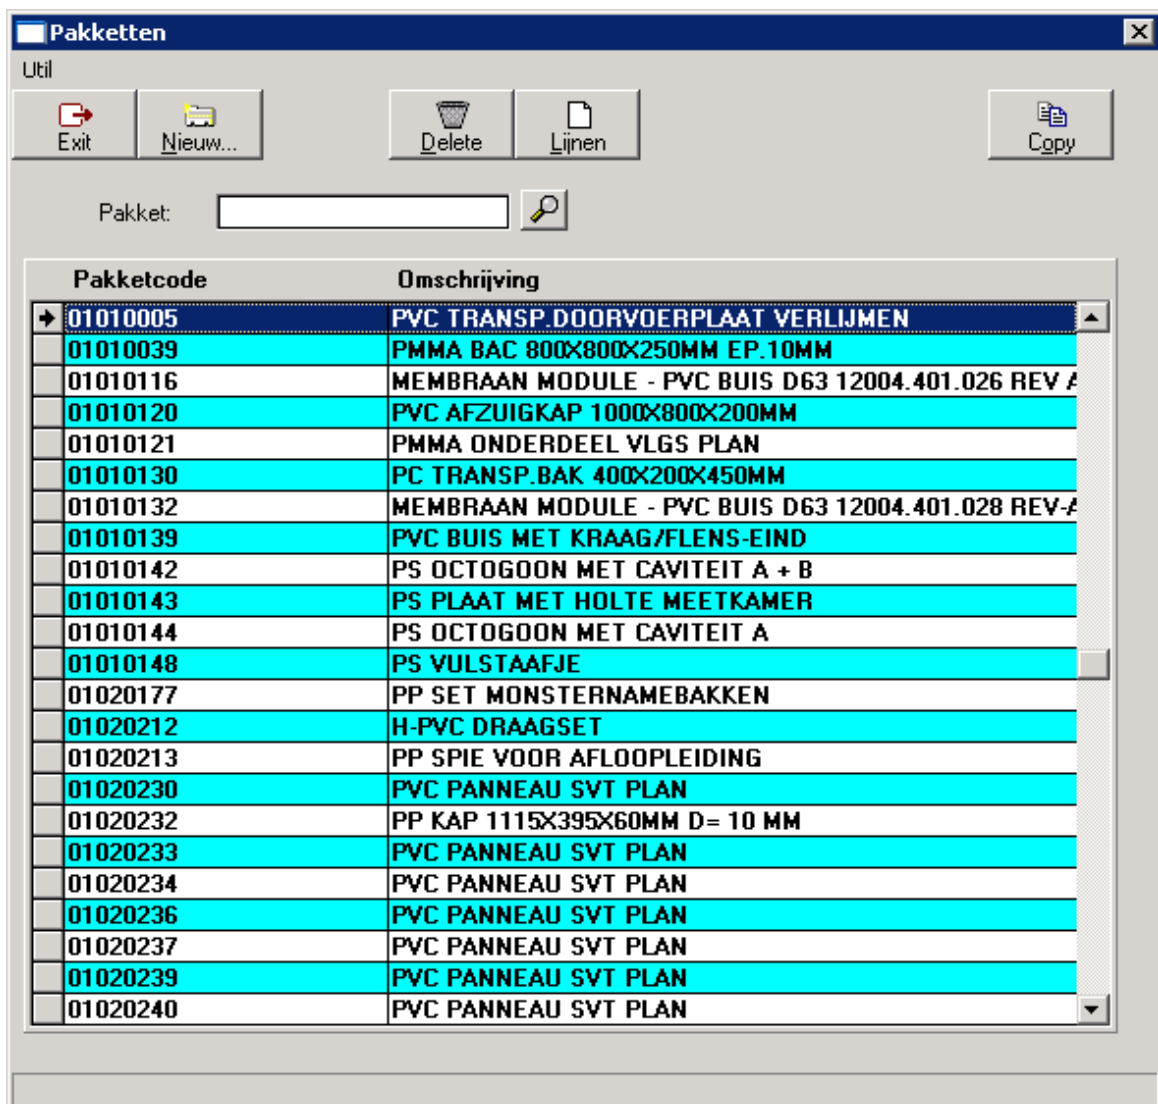 Pakketten
Util
Exit Nieuw... Delete Lijnen Copy
Pakket:
Pakketcode Omschrijving
01010005 PVC TRANSP.DOORVOERPLAAT VERLIJMEN
01010039 PMMA BAC 800X800X250MM EP.10MM
01010116 MEMBRAAN MODULE - PVC BUIS D63 12004.401.026 REV A
01010120 PVC AFZUIGKAP 1000X800X200MM
01010121 PMMA ONDERDEEL VLGS PLAN
01010130 PC TRANSP.BAK 400X200X450MM
01010132 MEMBRAAN MODULE - PVC BUIS D63 12004.401.028 REV-A
01010139 PVC BUIS MET KRAAG/FLENS-EIND
01010142 PS OCTOGOON MET CAVITEIT A + B
01010143 PS PLAAT MET HOLTE MEETKAMER
01010144 PS OCTOGOON MET CAVITEIT A
01010148 PS VULSTAAFJE
01020177 PP SET MONSTERNAMEBAKKEN
01020212 H-PVC DRAAGSET
01020213 PP SPIE VOOR AFLOOPLEIDING
01020230 PVC PANNEAU SVT PLAN
01020232 PP KAP 1115X395X60MM D= 10 MM
01020233 PVC PANNEAU SVT PLAN
01020234 PVC PANNEAU SVT PLAN
01020236 PVC PANNEAU SVT PLAN
01020237 PVC PANNEAU SVT PLAN
01020239 PVC PANNEAU SVT PLAN
01020240 PVC PANNEAU SVT PLAN